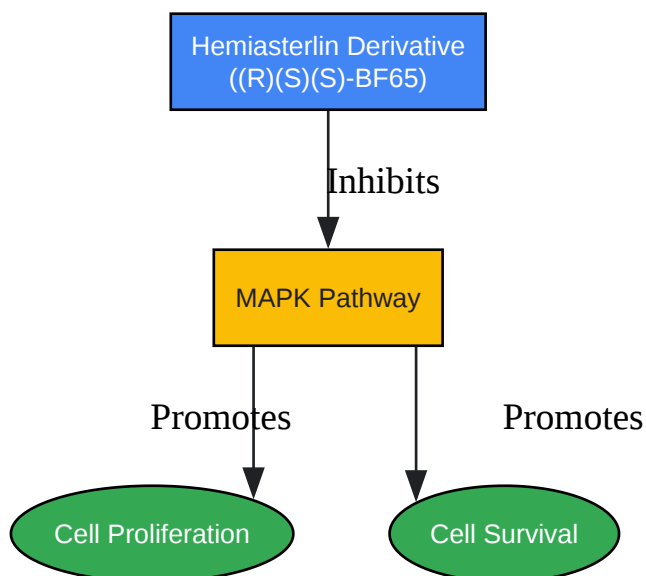 Hemiasterlin Derivative
((R)(S)(S)-BF65)
Inhibits
MAPK Pathway
Promotes
Promotes
Cell Proliferation
Cell Survival